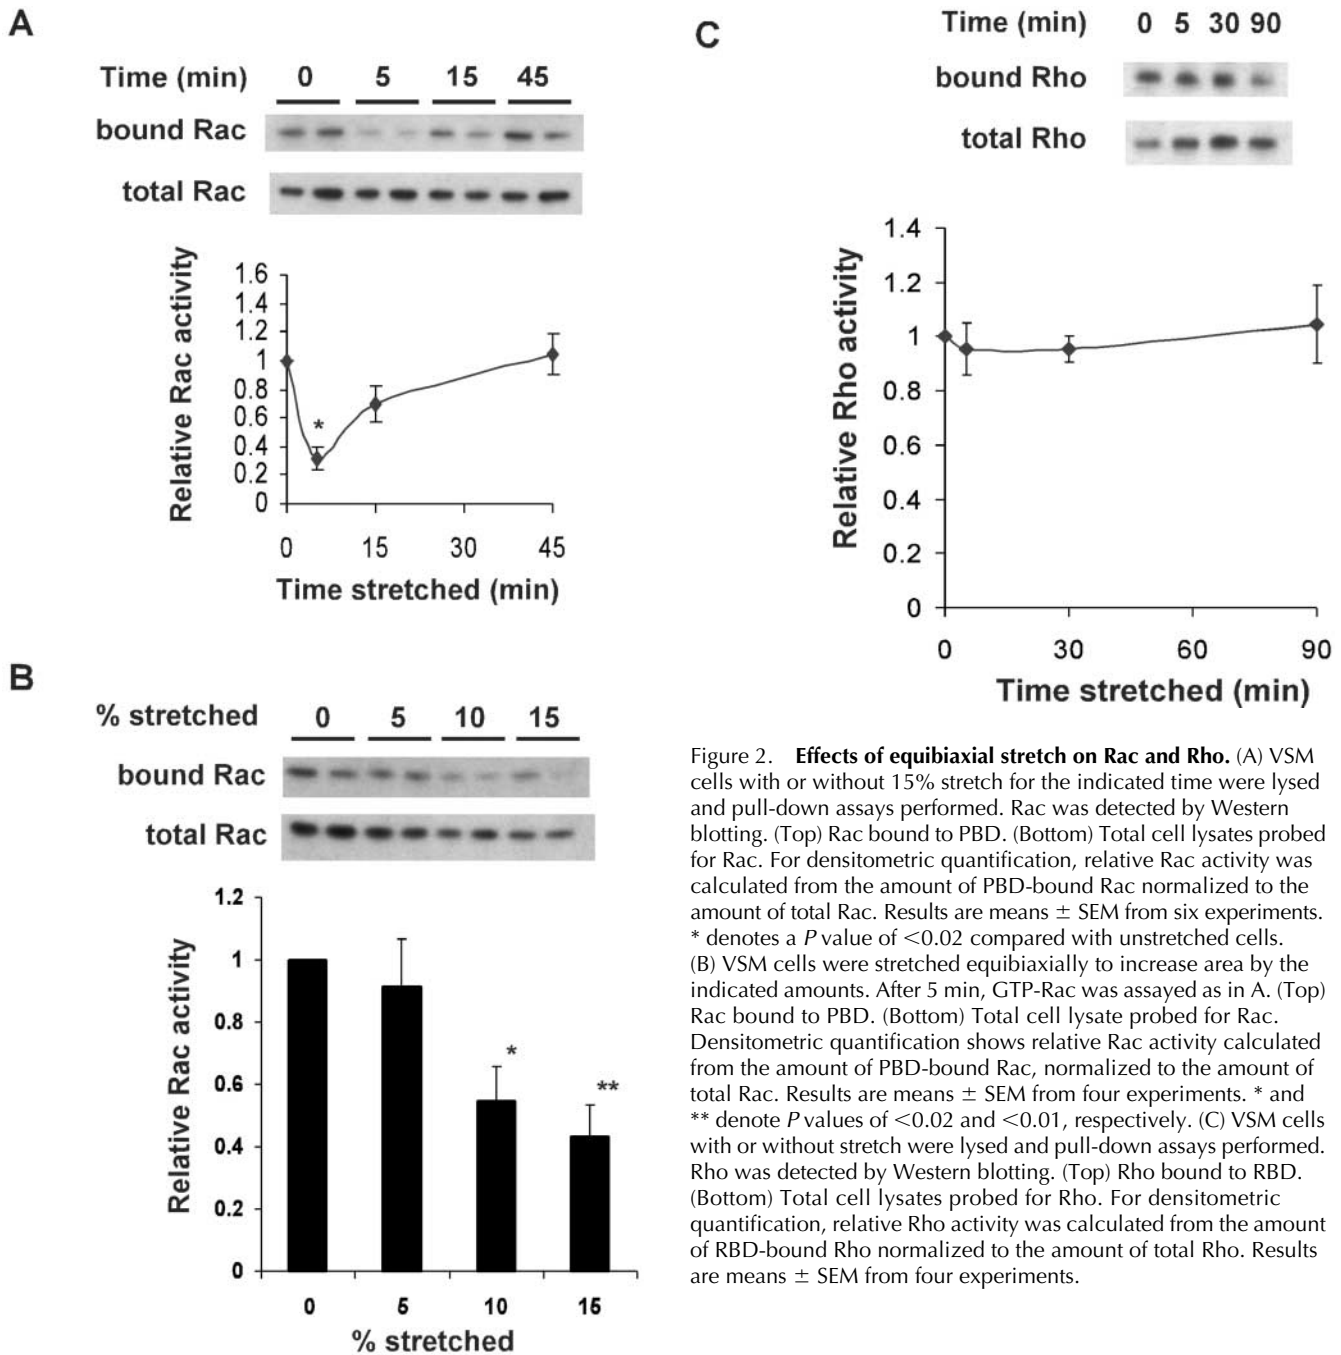 A
Time (min) 0 5 15 45
bound Rac
total Rac
Relative Rac activity
1.6
1.4
1.2
1
0.8
0.6
0.4
0.2
0
*
0 15 30 45
Time stretched (min)
B
% stretched 0 5 10 15
bound Rac
total Rac
Relative Rac activity
1.2
1
0.8
0.6
0.4
0.2
0
*
**
0 5 10 15
% stretched
C
Time (min) 0 5 30 90
bound Rho
total Rho
Relative Rho activity
1.4
1.2
1
0.8
0.6
0.4
0.2
0
0 30 60 90
Time stretched (min)
Figure 2. Effects of equibiaxial stretch on Rac and Rho. (A) VSM
cells with or without 15% stretch for the indicated time were lysed
and pull-down assays performed. Rac was detected by Western
blotting. (Top) Rac bound to PBD. (Bottom) Total cell lysates probed
for Rac. For densitometric quantification, relative Rac activity was
calculated from the amount of PBD-bound Rac normalized to the
amount of total Rac. Results are means ± SEM from six experiments.
* denotes a P value of <0.02 compared with unstretched cells.
(B) VSM cells were stretched equibiaxially to increase area by the
indicated amounts. After 5 min, GTP-Rac was assayed as in A. (Top)
Rac bound to PBD. (Bottom) Total cell lysate probed for Rac.
Densitometric quantification shows relative Rac activity calculated
from the amount of PBD-bound Rac, normalized to the amount of
total Rac. Results are means ± SEM from four experiments. * and
** denote P values of <0.02 and <0.01, respectively. (C) VSM cells
with or without stretch were lysed and pull-down assays performed.
Rho was detected by Western blotting. (Top) Rho bound to RBD.
(Bottom) Total cell lysates probed for Rho. For densitometric
quantification, relative Rho activity was calculated from the amount
of RBD-bound Rho normalized to the amount of total Rho. Results
are means ± SEM from four experiments.